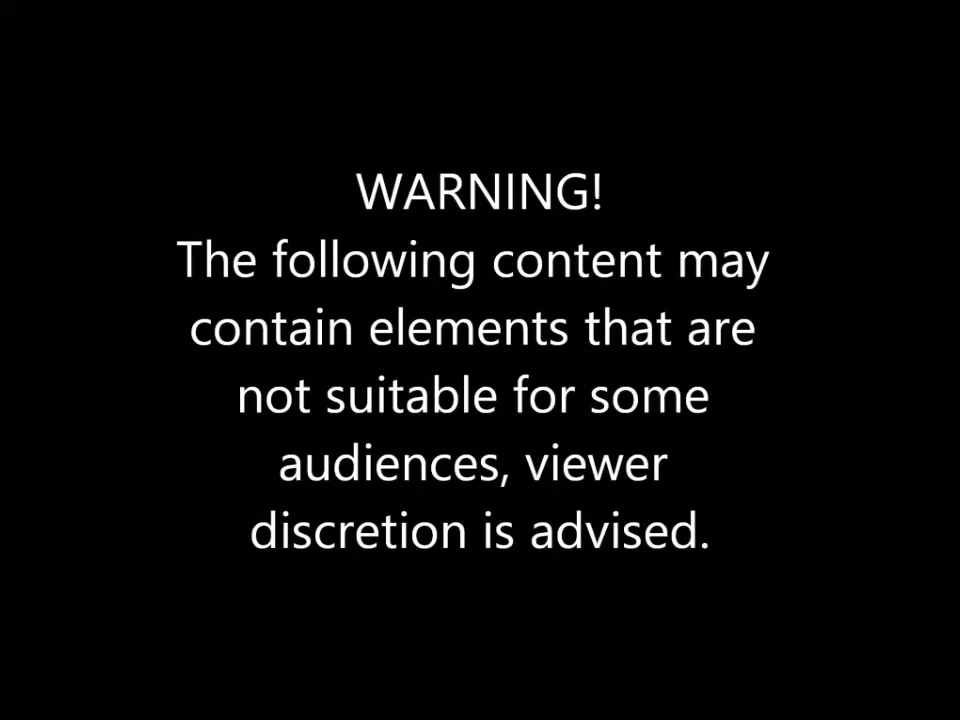 WARNING!
The following content may
contain elements that are
not suitable for some
audiences, viewer
discretion is advised.